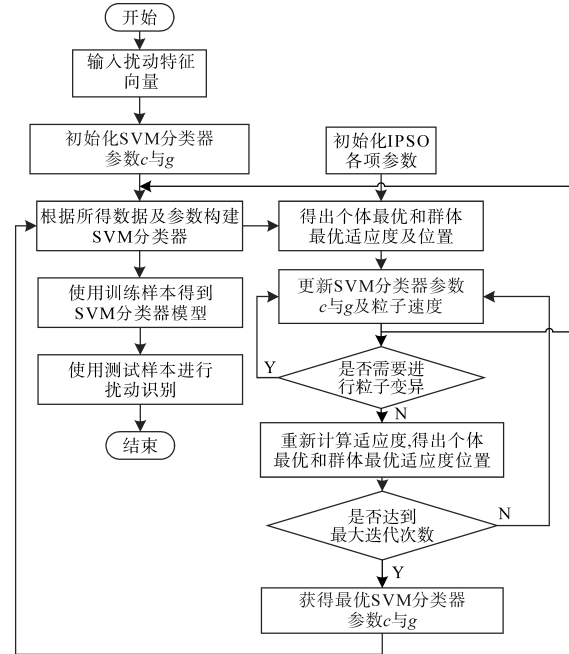 开始
输入扰动特征
向量
初始化SVM分类器
参数c与g
根据所得数据及参数构建
SVM分类器
使用训练样本得到
SVM分类器模型
使用测试样本进行
扰动识别
结束
初始化IPSO
各项参数
得出个体最优和群体
最优适应度及位置
更新SVM分类器参数
c与g及粒子速度
是否需要进
行粒子变异
Y
N
重新计算适应度,得出个体
最优和群体最优适应度位置
是否达到
最大迭代次数
N
Y
获得最优SVM分类器
参数c与g